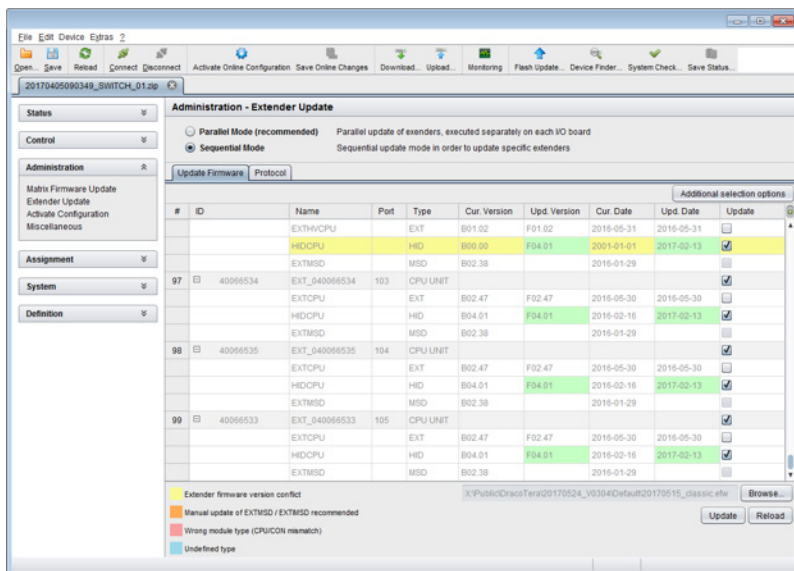 File Edit Device Extras ?
Open... Save Reload Connect Disconnect Activate Online Configuration Save Online Changes Download... Upload... Monitoring Flash Update... Device Finder... System Check... Save Status...
20170405090349_SWITCH_01.zip
Status
Control
Administration
Matrix Firmware Update
Extender Update
Activate Configuration
Miscellaneous
Assignment
System
Definition
Administration - Extender Update
Parallel Mode (recommended) Parallel update of exenders, executed separately on each I/O board
Sequential Mode Sequential update mode in order to update specific extenders
Update Firmware Protocol
Additional selection options
# ID Name Port Type Cur. Version Upd. Version Cur. Date Upd. Date Update
EXTHVCPU EXT B01.02 F01.02 2016-05-31 2016-05-31
HIDCPU HID B00.00 F04.01 2001-01-01 2017-02-13
EXTMSD MSD B02.38 2016-01-29
97 40066534 EXT_040066534 103 CPU UNIT
EXTCPU EXT B02.47 F02.47 2016-05-30 2016-05-30
HIDCPU HID B04.01 F04.01 2016-02-16 2017-02-13
EXTMSD MSD B02.38 2016-01-29
98 40066535 EXT_040066535 104 CPU UNIT
EXTCPU EXT B02.47 F02.47 2016-05-30 2016-05-30
HIDCPU HID B04.01 F04.01 2016-02-16 2017-02-13
EXTMSD MSD B02.38 2016-01-29
99 40066533 EXT_040066533 105 CPU UNIT
EXTCPU EXT B02.47 F02.47 2016-05-30 2016-05-30
HIDCPU HID B04.01 F04.01 2016-02-16 2017-02-13
EXTMSD MSD B02.38 2016-01-29
Extender firmware version conflict
X:\Public\DracoTera\20170524_V0304\Default\20170515_classic.efw Browse...
Manual update of EXTMSD / EXTMSD recommended
Update Reload
Wrong module type (CPU/CON mismatch)
Undefined type